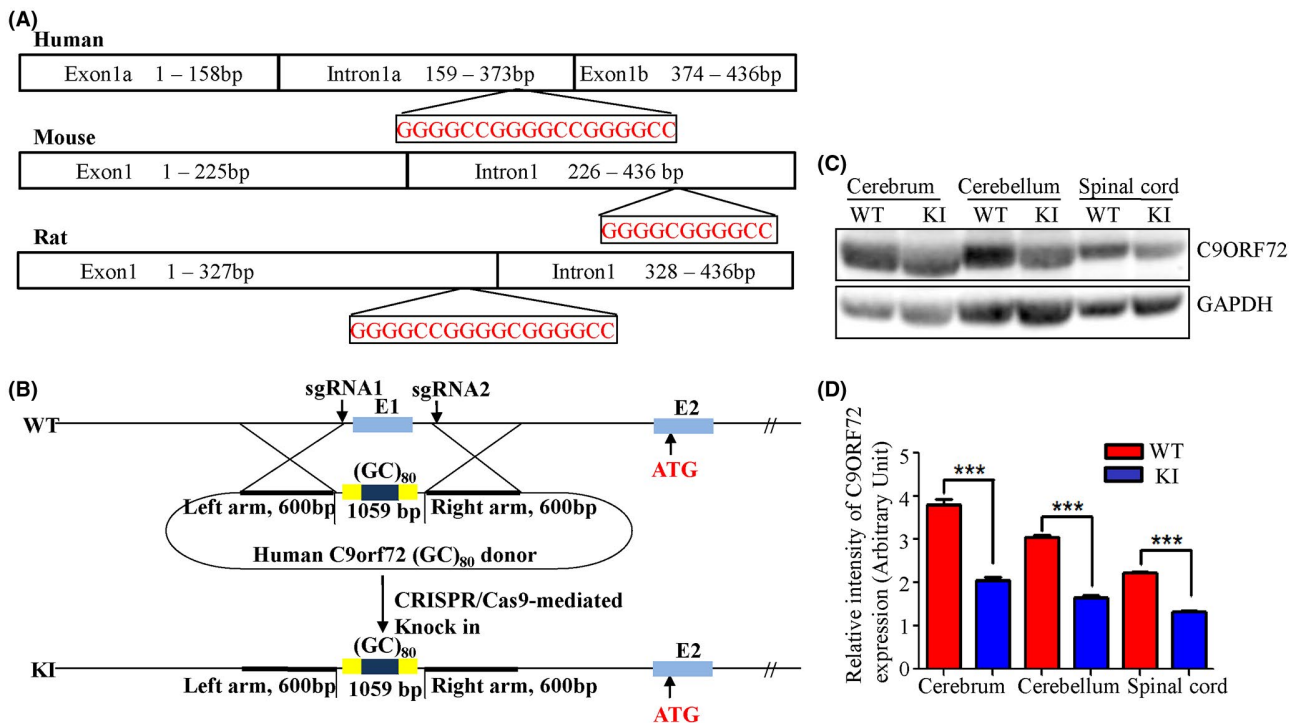 (A)
Human
Exon1a 1 – 158bp Intron1a 159 – 373bp Exon1b 374 – 436bp
GGGGCCGGGGCCGGGGCC
Mouse
Exon1 1 – 225bp Intron1 226 – 436 bp
GGGGCGGGGCC
Rat
Exon1 1 – 327bp Intron1 328 – 436bp
GGGGCCGGGGCGGGGCC
(B)
sgRNA1 sgRNA2
E1 E2
WT //
ATG
(GC)80
Left arm, 600bp 1059 bp Right arm, 600bp
Human C9orf72 (GC)80 donor
CRISPR/Cas9-mediated
Knock in
(GC)80
E2
KI //
Left arm, 600bp 1059 bp Right arm, 600bp
ATG
(C)
Cerebrum Cerebellum Spinal cord
WT KI WT KI WT KI
C9ORF72
GAPDH
(D)
Relative intensity of C9ORF72
expression (Arbitrary Unit)
WT
KI
5
4
3
2
1
0
***
***
***
Cerebrum Cerebellum Spinal cord